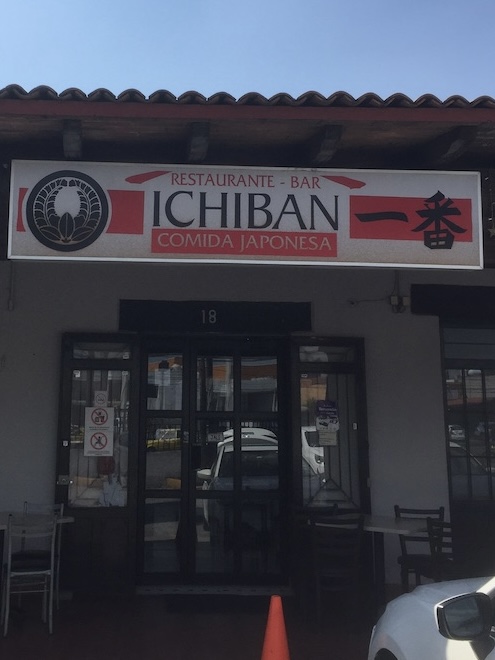 RESTAURANTE - BAR
ICHIBAN
COMIDA JAPONESA
一番
18